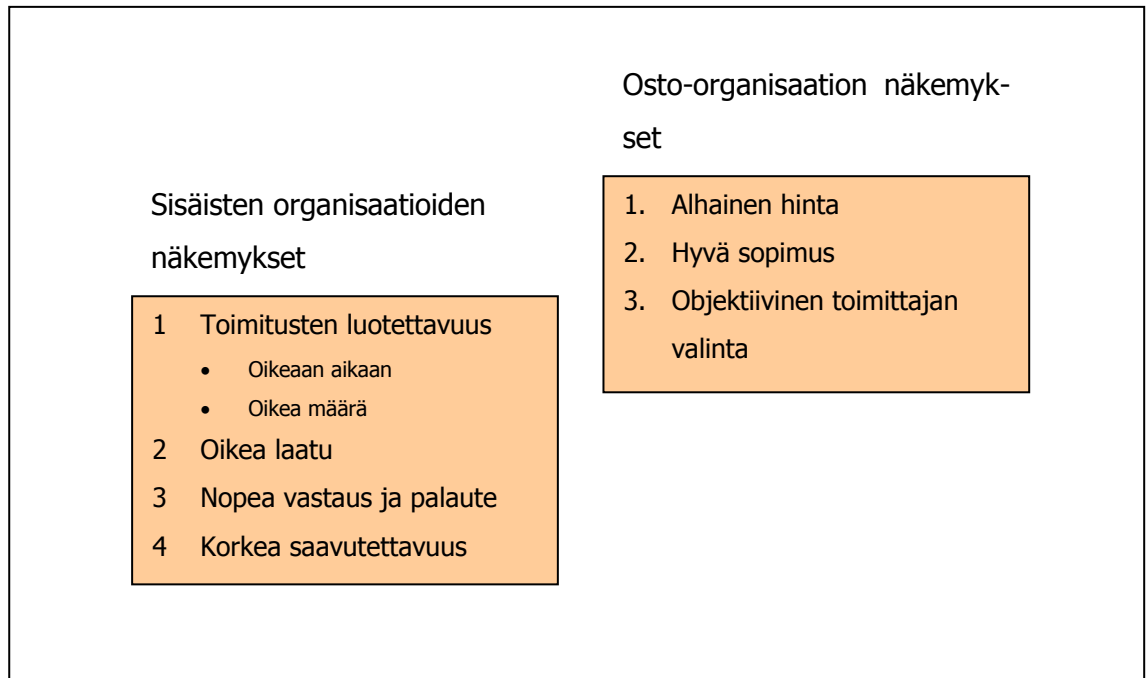 Osto-organisaation näkemyk-
set
1. Alhainen hinta
2. Hyvä sopimus
3. Objektiivinen toimittajan
valinta
Sisäisten organisaatioiden
näkemykset
1 Toimitusten luotettavuus
• Oikeaan aikaan
• Oikea määrä
2 Oikea laatu
3 Nopea vastaus ja palaute
4 Korkea saavutettavuus